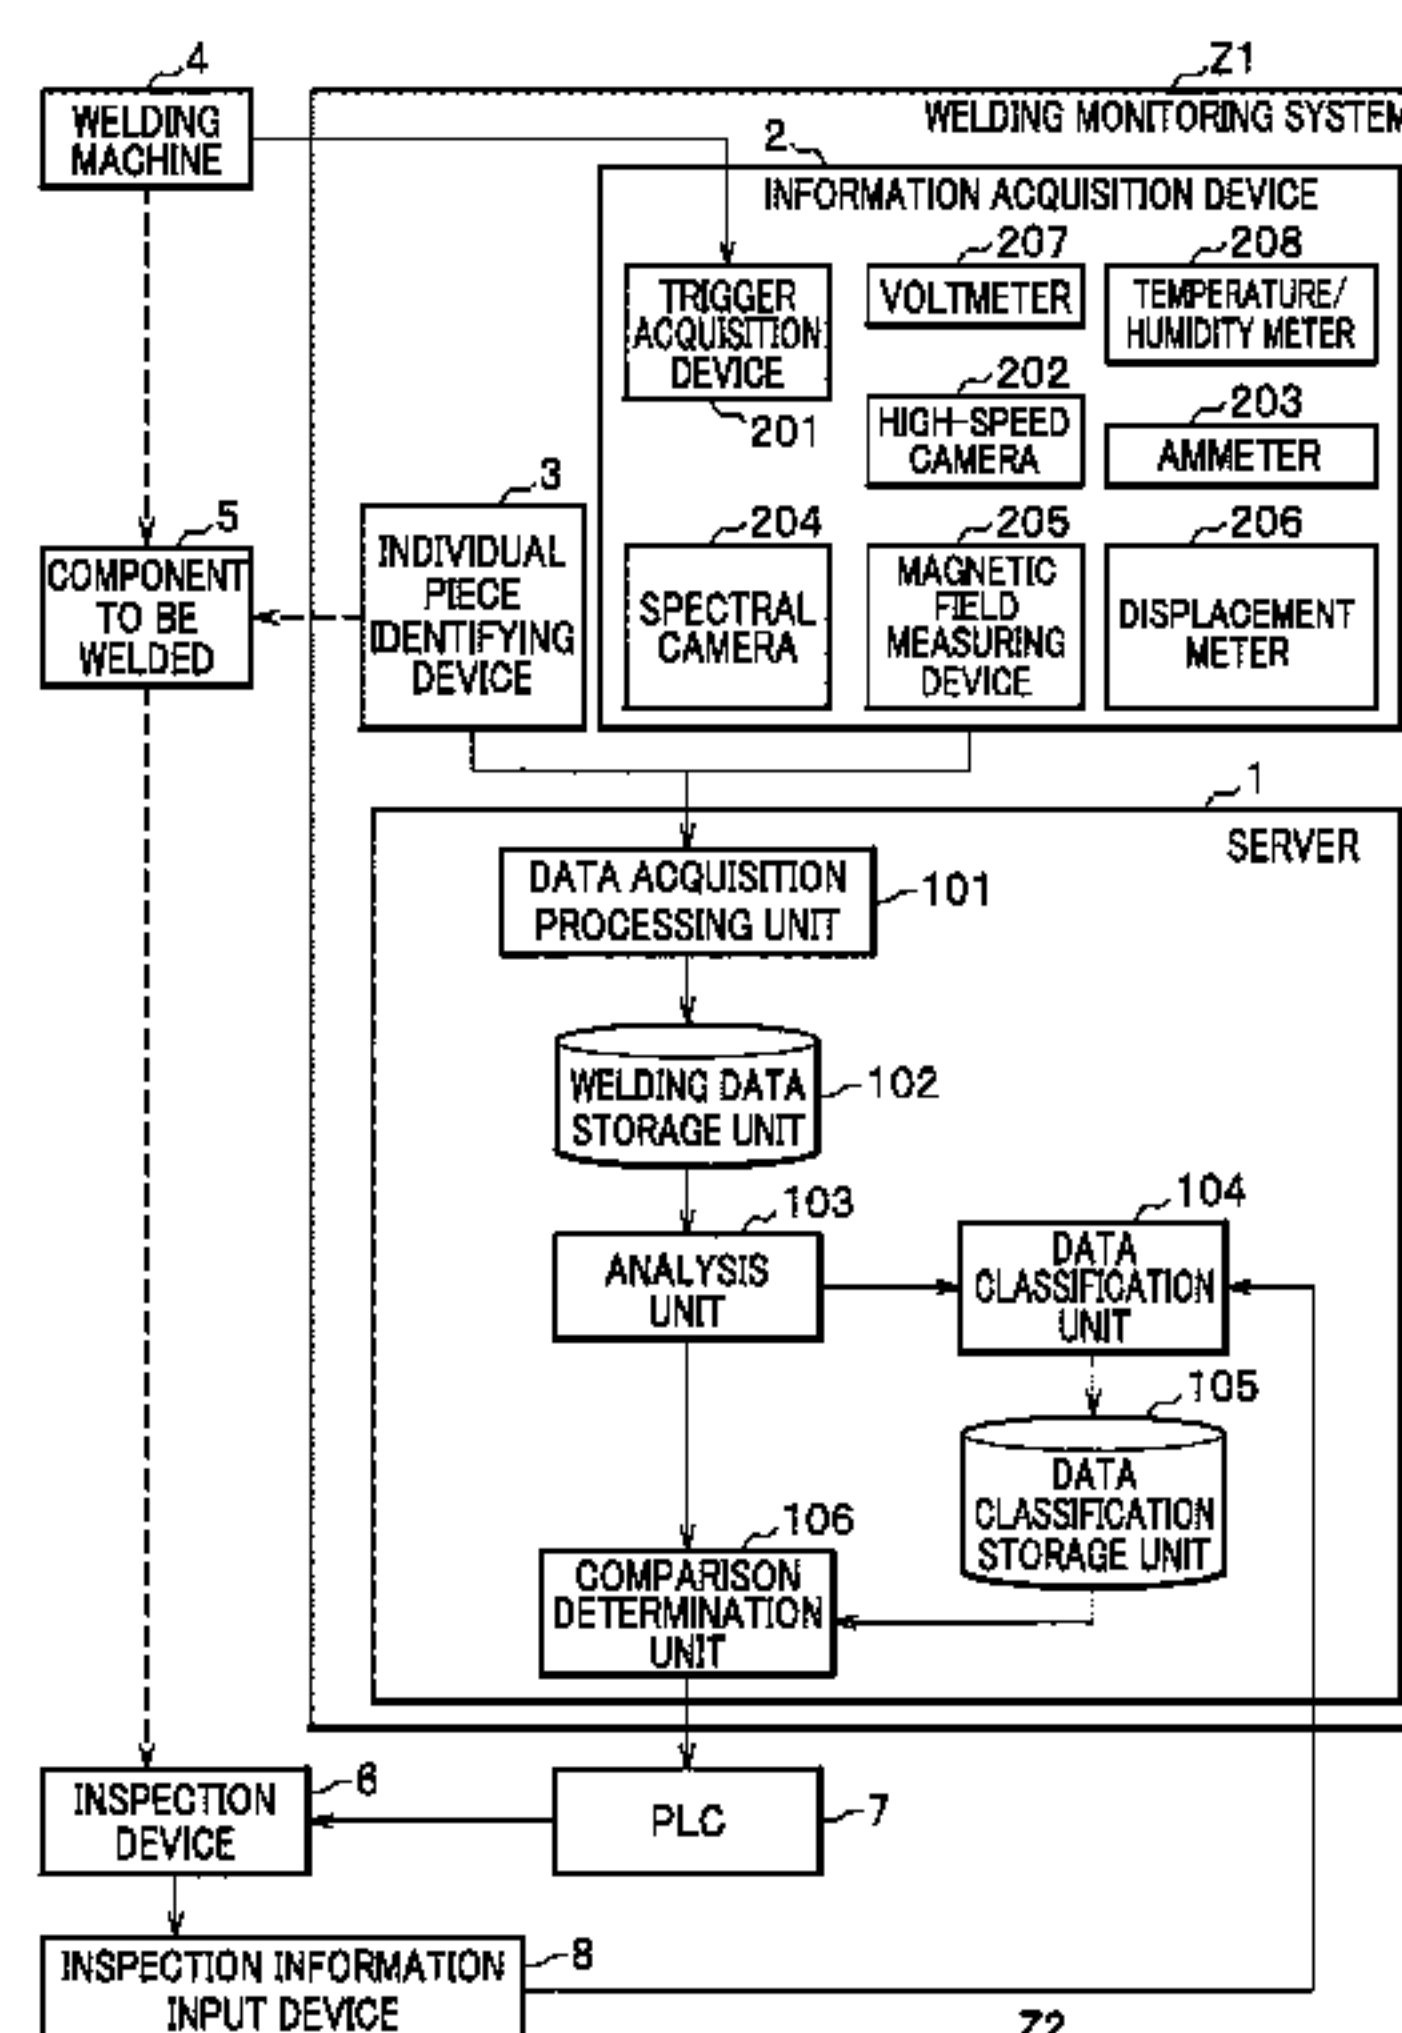 4
Z1
WELDING
MACHINE
WELDING MONITORING SYSTEM
2
INFORMATION ACQUISITION DEVICE
207
208
TRIGGER
ACQUISITION
DEVICE
201
VOLTMETER
TEMPERATURE/
HUMIDITY METER
202
HIGH-SPEED
CAMERA
203
AMMETER
3
INDIVIDUAL
PIECE
IDENTIFYING
DEVICE
5
COMPONENT
TO BE
WELDED
204
SPECTRAL
CAMERA
205
MAGNETIC
FIELD
MEASURING
DEVICE
206
DISPLACEMENT
METER
1
SERVER
DATA ACQUISITION
PROCESSING UNIT
101
WELDING DATA
STORAGE UNIT
102
103
ANALYSIS
UNIT
104
DATA
CLASSIFICATION
UNIT
105
DATA
CLASSIFICATION
STORAGE UNIT
106
COMPARISON
DETERMINATION
UNIT
INSPECTION
DEVICE
6
PLC
7
INSPECTION INFORMATION
INPUT DEVICE
8
Z2